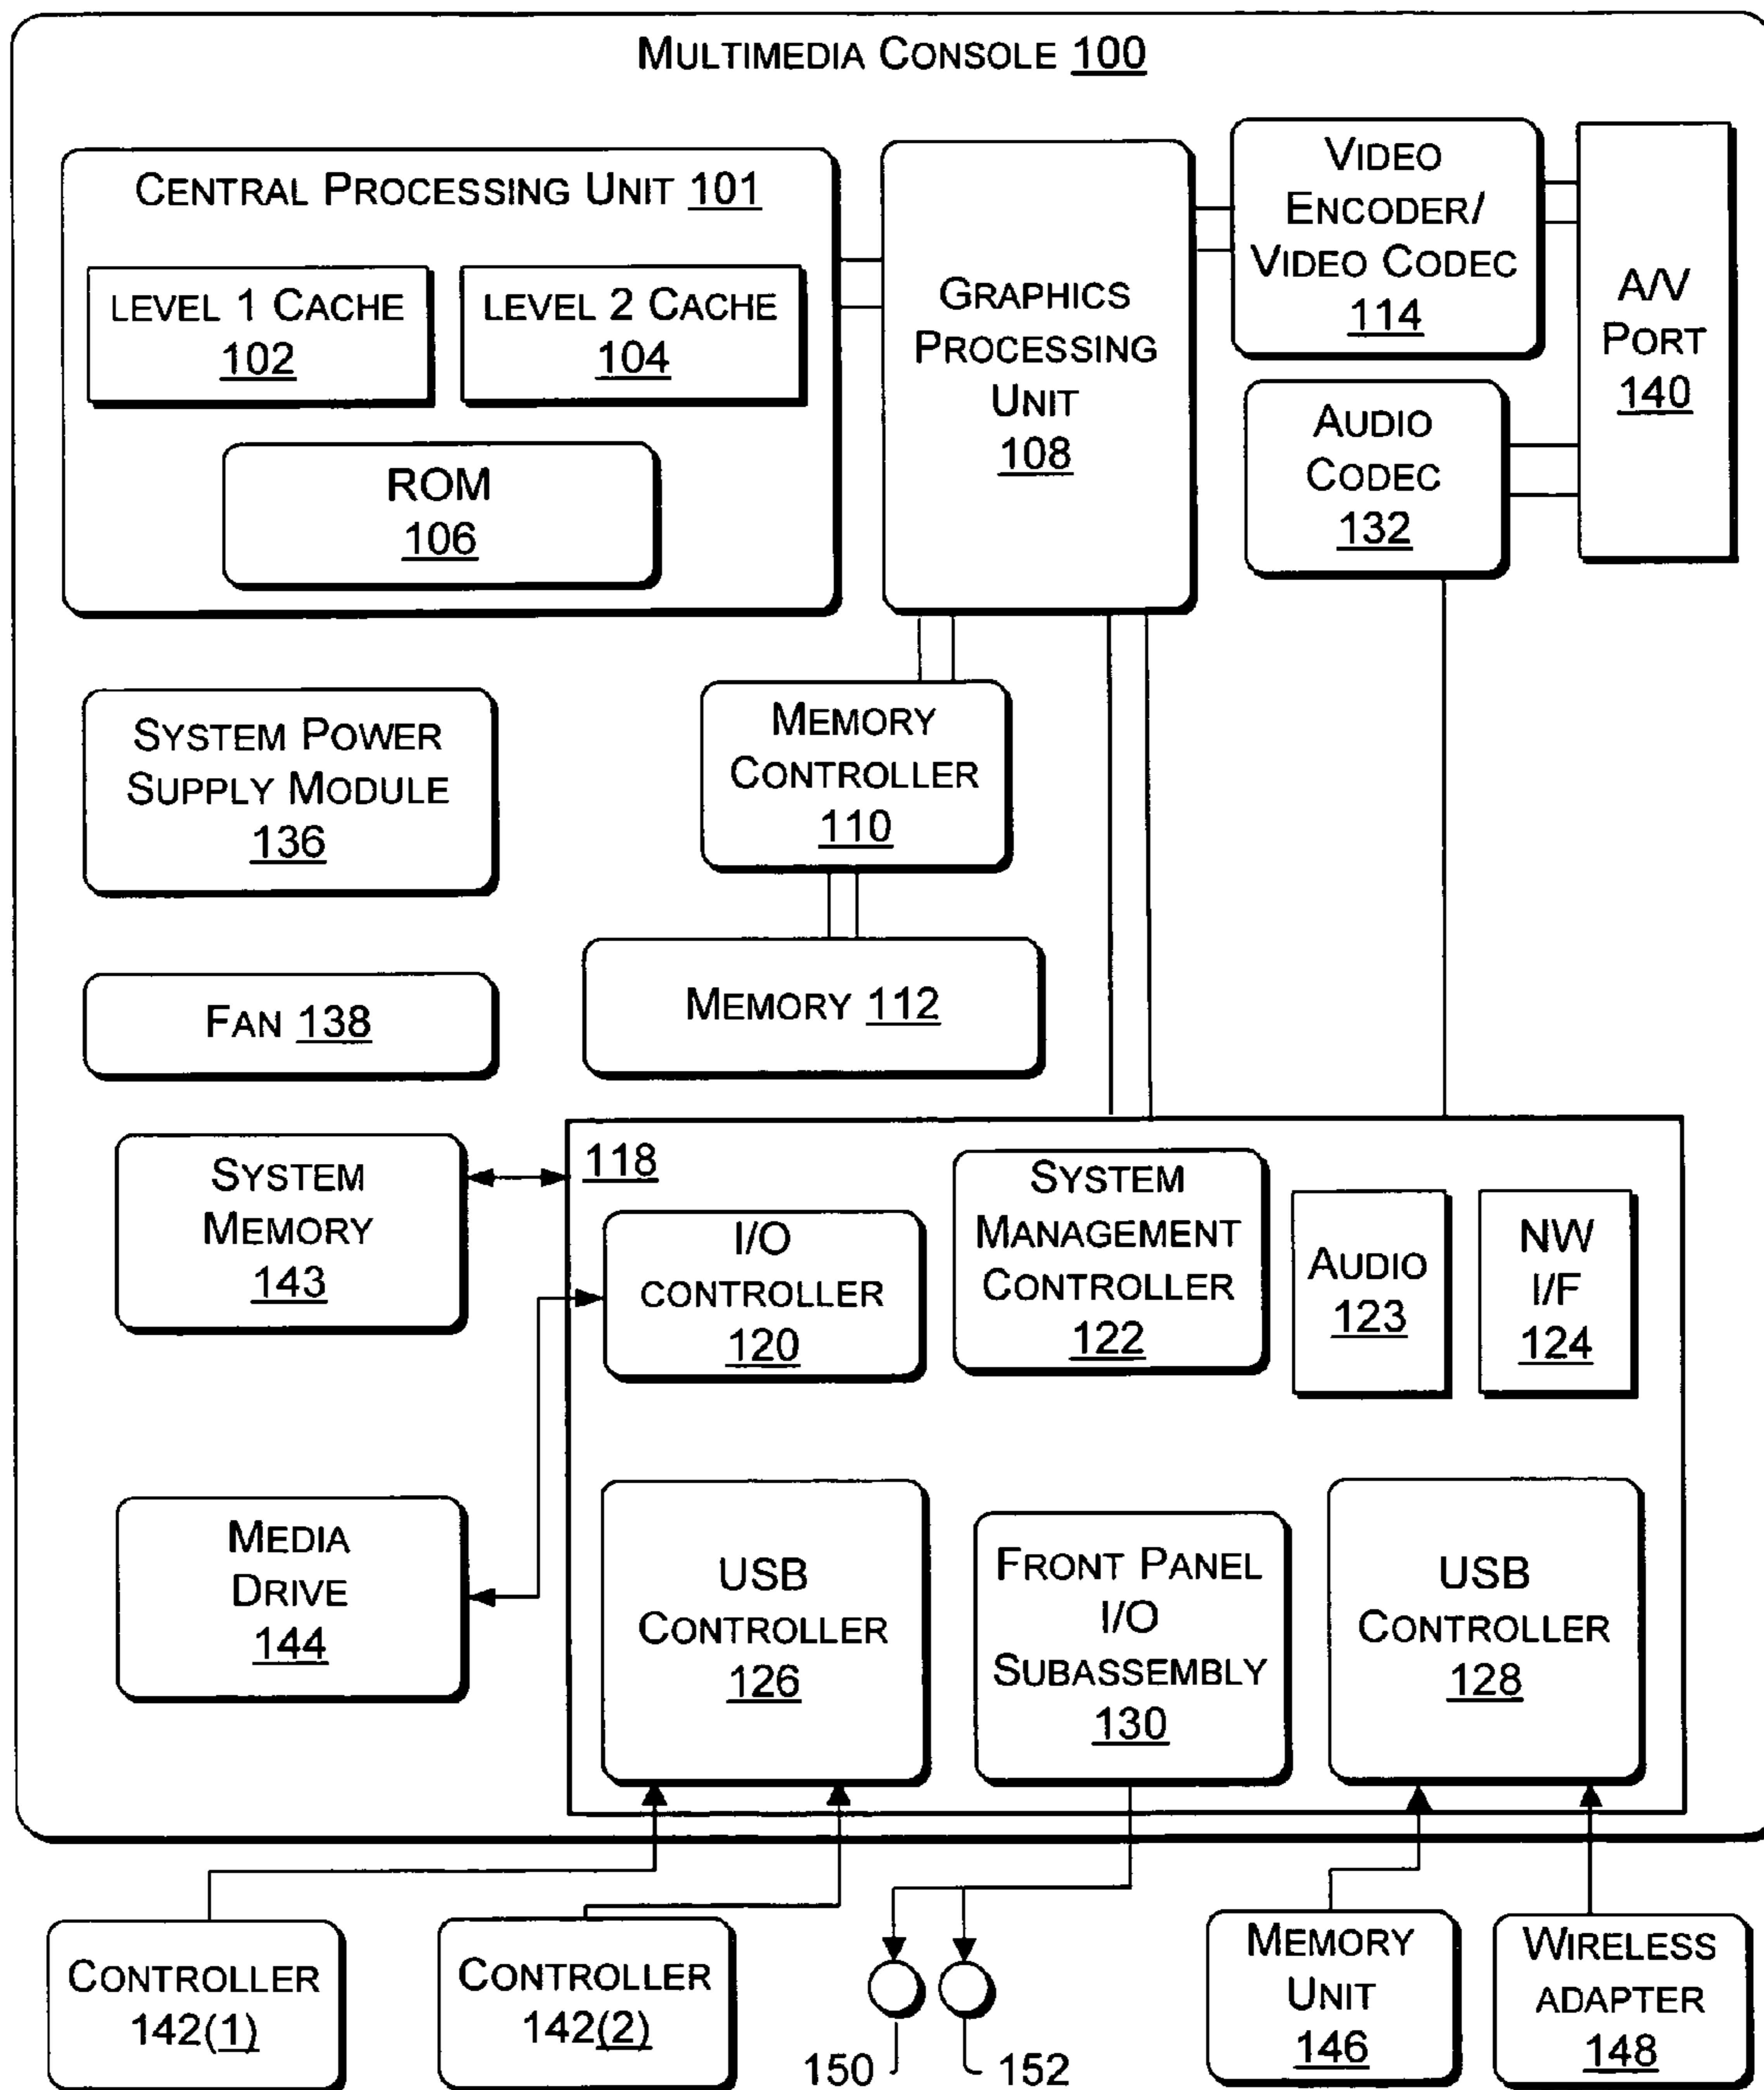 MULTIMEDIA CONSOLE 100
CENTRAL PROCESSING UNIT 101
LEVEL 1 CACHE
102
LEVEL 2 CACHE
104
ROM
106
GRAPHICS
PROCESSING
UNIT
108
VIDEO
ENCODER/
VIDEO CODEC
114
A/V
PORT
140
AUDIO
CODEC
132
SYSTEM POWER
SUPPLY MODULE
136
MEMORY
CONTROLLER
110
FAN 138
MEMORY 112
SYSTEM
MEMORY
143
118
I/O
CONTROLLER
120
SYSTEM
MANAGEMENT
CONTROLLER
122
AUDIO
123
NW
I/F
124
MEDIA
DRIVE
144
USB
CONTROLLER
126
FRONT PANEL
I/O
SUBASSEMBLY
130
USB
CONTROLLER
128
CONTROLLER
142(1)
CONTROLLER
142(2)
150
152
MEMORY
UNIT
146
WIRELESS
ADAPTER
148